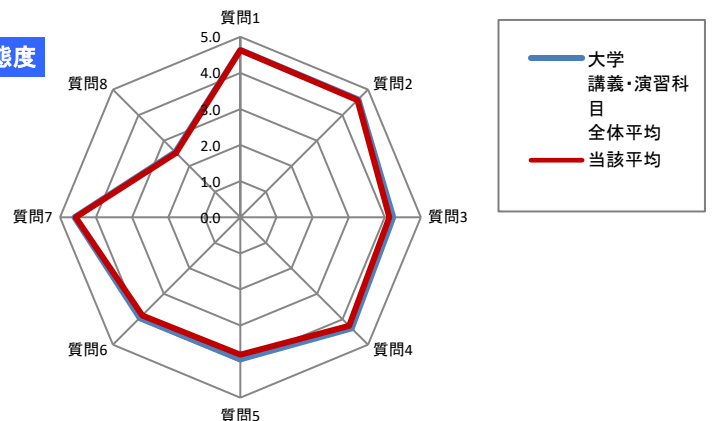 質問1
5.0
態度
質問8
4.0
質問2
3.0
2.0
1.0
質問7
0.0
質問3
質問6
質問4
質問5
大学
講義・演習科
目
全体平均
当該平均